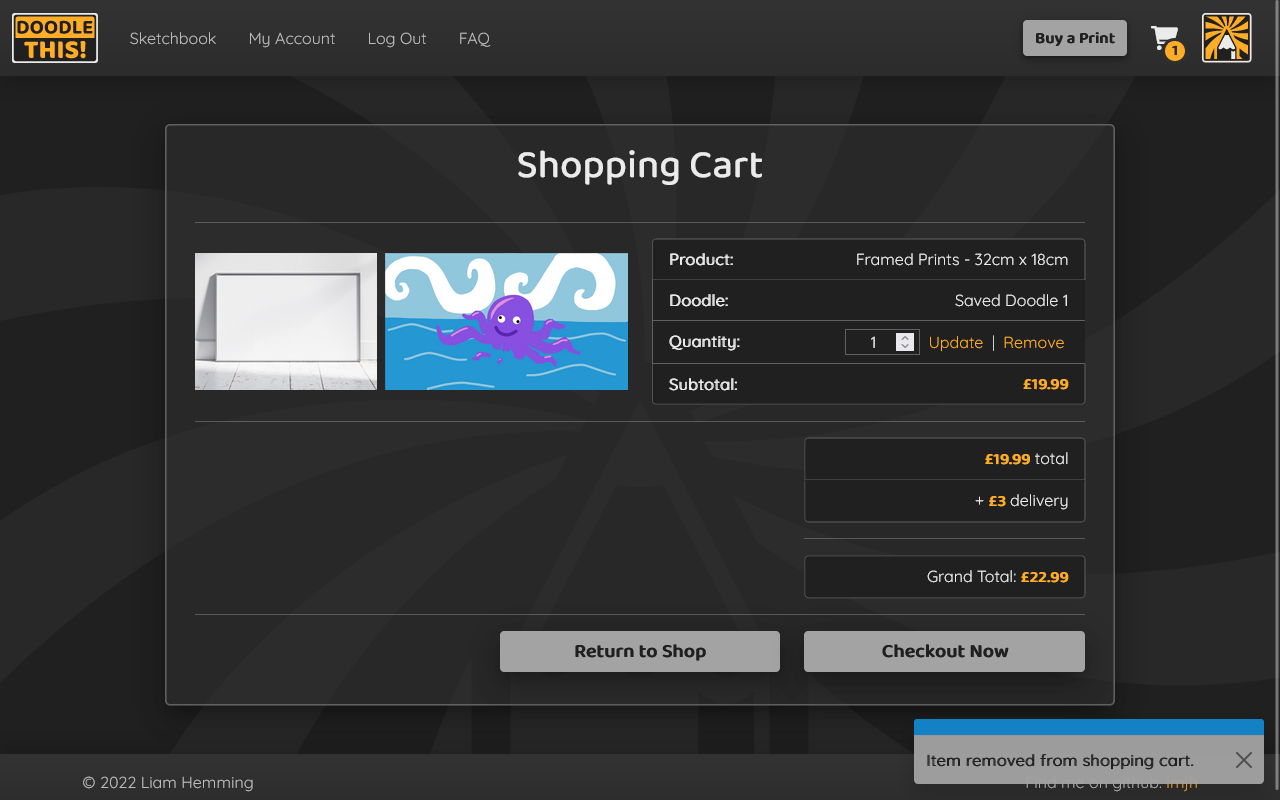 DOODLE
THIS!
Sketchbook My Account Log Out FAQ
Buy a Print
1
Shopping Cart
Product: Framed Prints - 32cm x 18cm
Doodle: Saved Doodle 1
Quantity: 1 Update | Remove
Subtotal: £19.99
£19.99 total
+ £3 delivery
Grand Total: £22.99
Return to Shop Checkout Now
Item removed from shopping cart.
© 2022 Liam Hemming Find me on github: